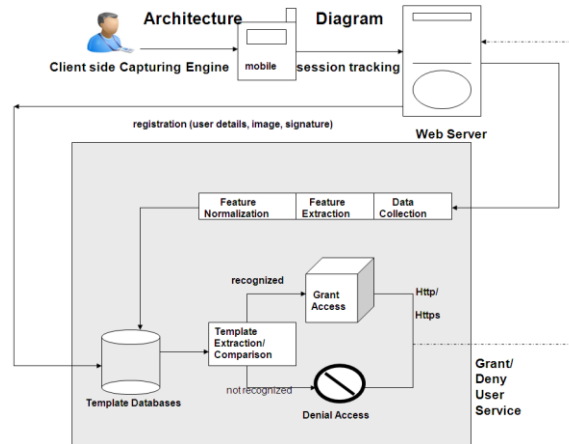 Architecture Diagram
Client side Capturing Engine
mobile
session tracking
Web Server
registration (user details, image, signature)
Feature
Normalization
Feature
Extraction
Data
Collection
recognized
Grant
Access
Http/
Https
Template
Extraction/
Comparison
not recognized
Denial Access
Template Databases
Grant/
Deny
User
Service